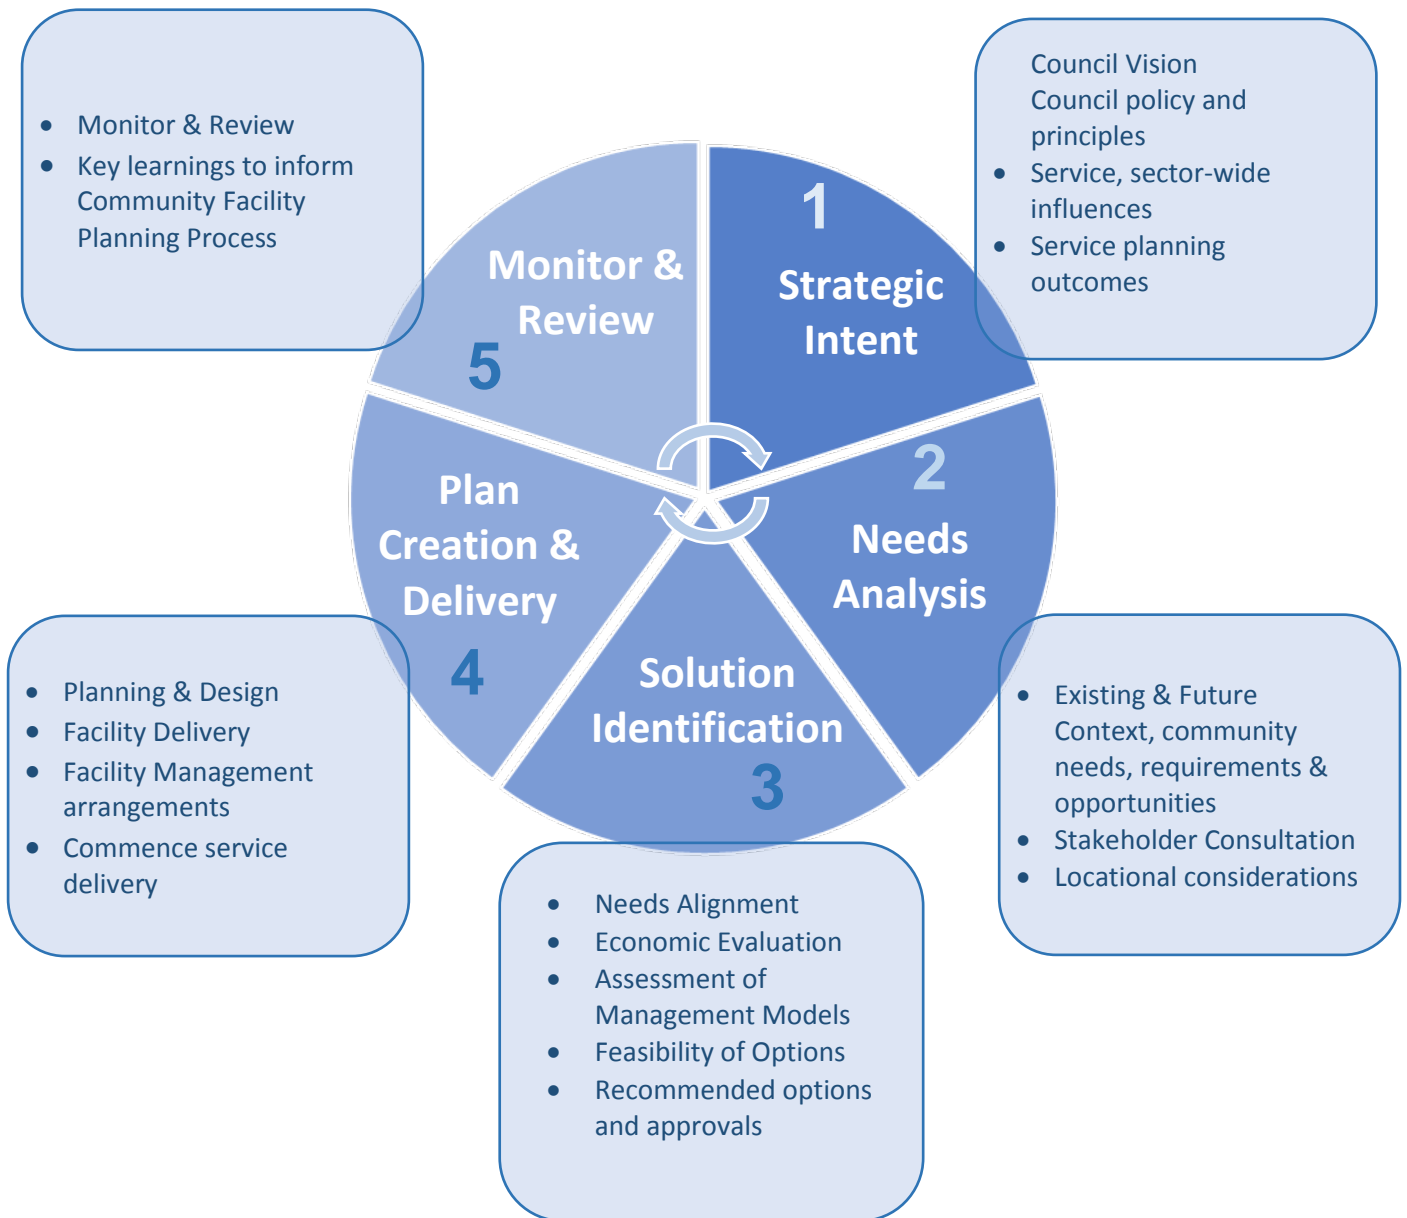 Council Vision
Council policy and
principles
• Service, sector-wide
influences
• Service planning
outcomes
1
Strategic
Intent
2
Needs
Analysis
• Existing & Future
Context, community
needs, requirements &
opportunities
• Stakeholder Consultation
• Locational considerations
Solution
Identification
3
• Needs Alignment
• Economic Evaluation
• Assessment of
Management Models
• Feasibility of Options
• Recommended options
and approvals
Plan
Creation &
Delivery
4
• Planning & Design
• Facility Delivery
• Facility Management
arrangements
• Commence service
delivery
Monitor &
Review
5
• Monitor & Review
• Key learnings to inform
Community Facility
Planning Process